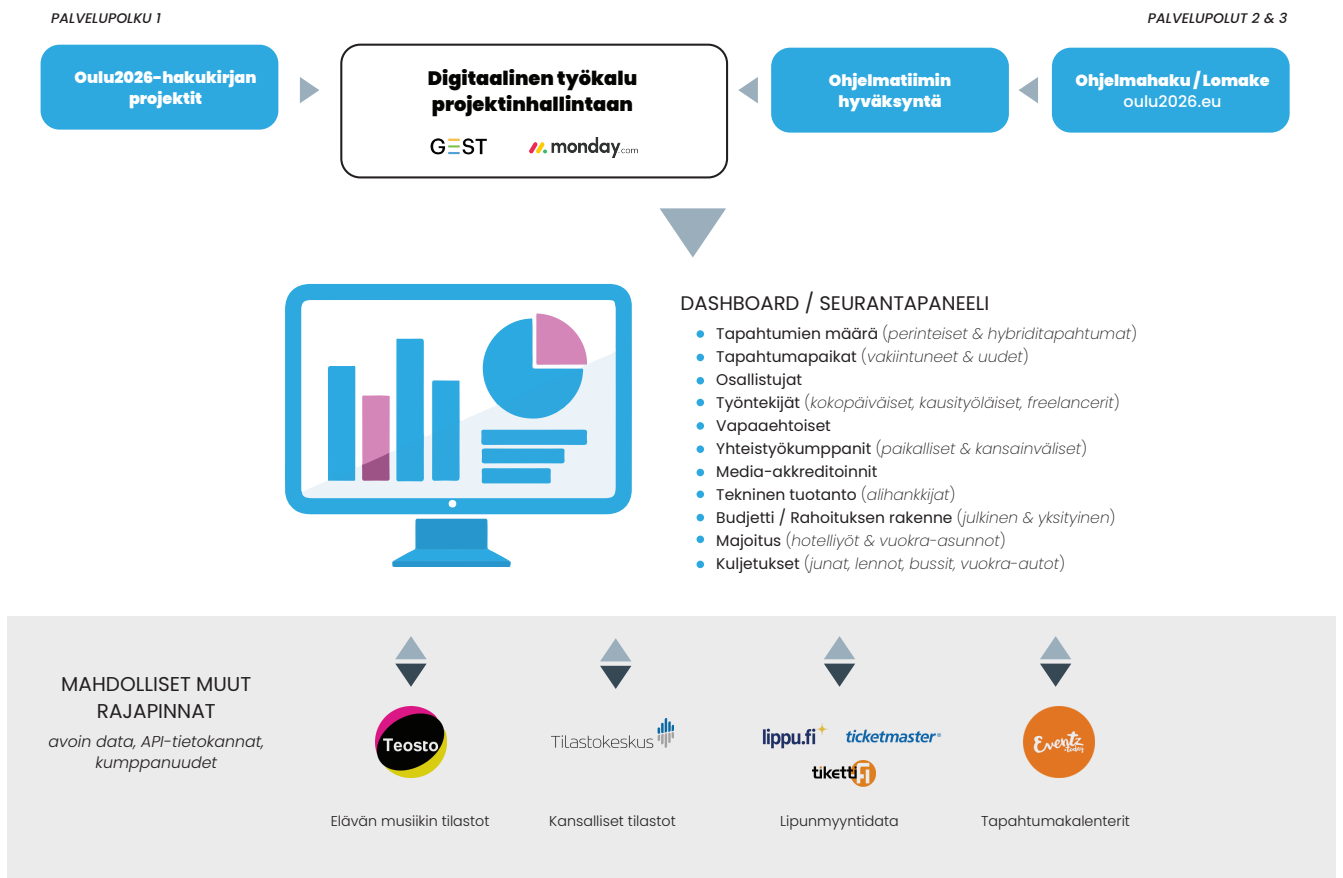 PALVELUPOLKU 1
PALVELUPOLUT 2 & 3
Oulu2026-hakukirjan
projektit
Digitaalinen työkalu
projektinhallintaan
GEST
monday.com
Ohjelmatiimin
hyväksyntä
Ohjelmahaku / Lomake
oulu2026.eu
DASHBOARD / SEURANTAPANEELI
Tapahtumien määrä (perinteiset & hybriditapahtumat)
Tapahtumapaikat (vakiintuneet & uudet)
Osallistujat
Työntekijät (kokopäiväiset, kausityöläiset, freelancerit)
Vapaaehtoiset
Yhteistyökumppanit (paikalliset & kansainväliset)
Media-akkreditoinnit
Tekninen tuotanto (alihankkijat)
Budjetti / Rahoituksen rakenne (julkinen & yksityinen)
Majoitus (hotelliyöt & vuokra-asunnot)
Kuljetukset (junat, lennot, bussit, vuokra-autot)
MAHDOLLISET MUUT
RAJAPINNAT
avoin data, API-tietokannat,
kumppanuudet
Teosto
Elävän musiikin tilastot
Tilastokeskus
Kansalliset tilastot
lippu.fi
ticketmaster®
tiketti Fi
Lipunmyyntidata
Eventz
.today
Tapahtumakalenterit